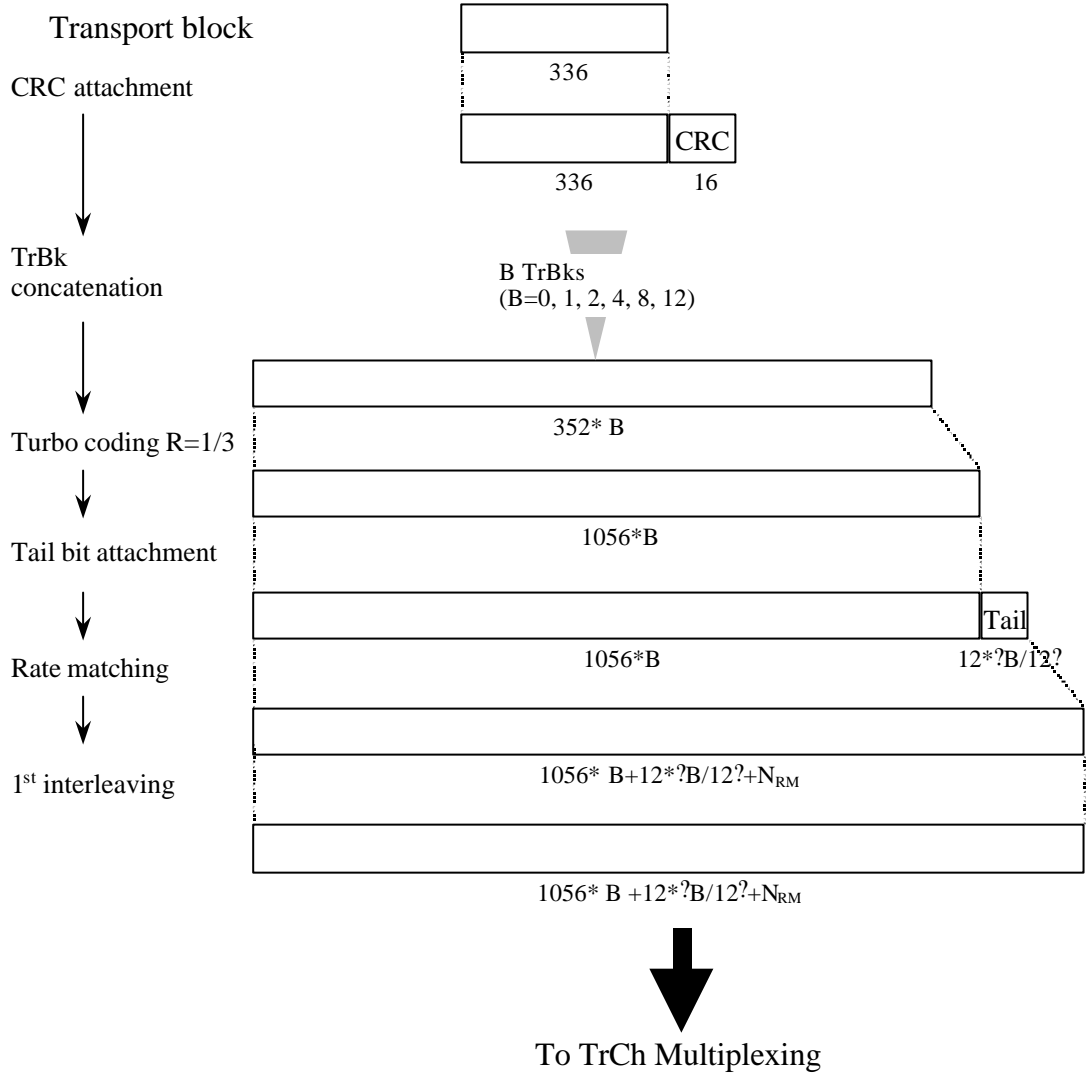 Transport block
336
CRC attachment
CRC
336
16
TrBk
concatenation
B TrBks
(B=0, 1, 2, 4, 8, 12)
352* B
Turbo coding R=1/3
1056*B
Tail bit attachment
Tail
1056*B
12*?B/12?
Rate matching
1056* B+12*?B/12?+NRM
1st interleaving
1056* B +12*?B/12?+NRM
To TrCh Multiplexing